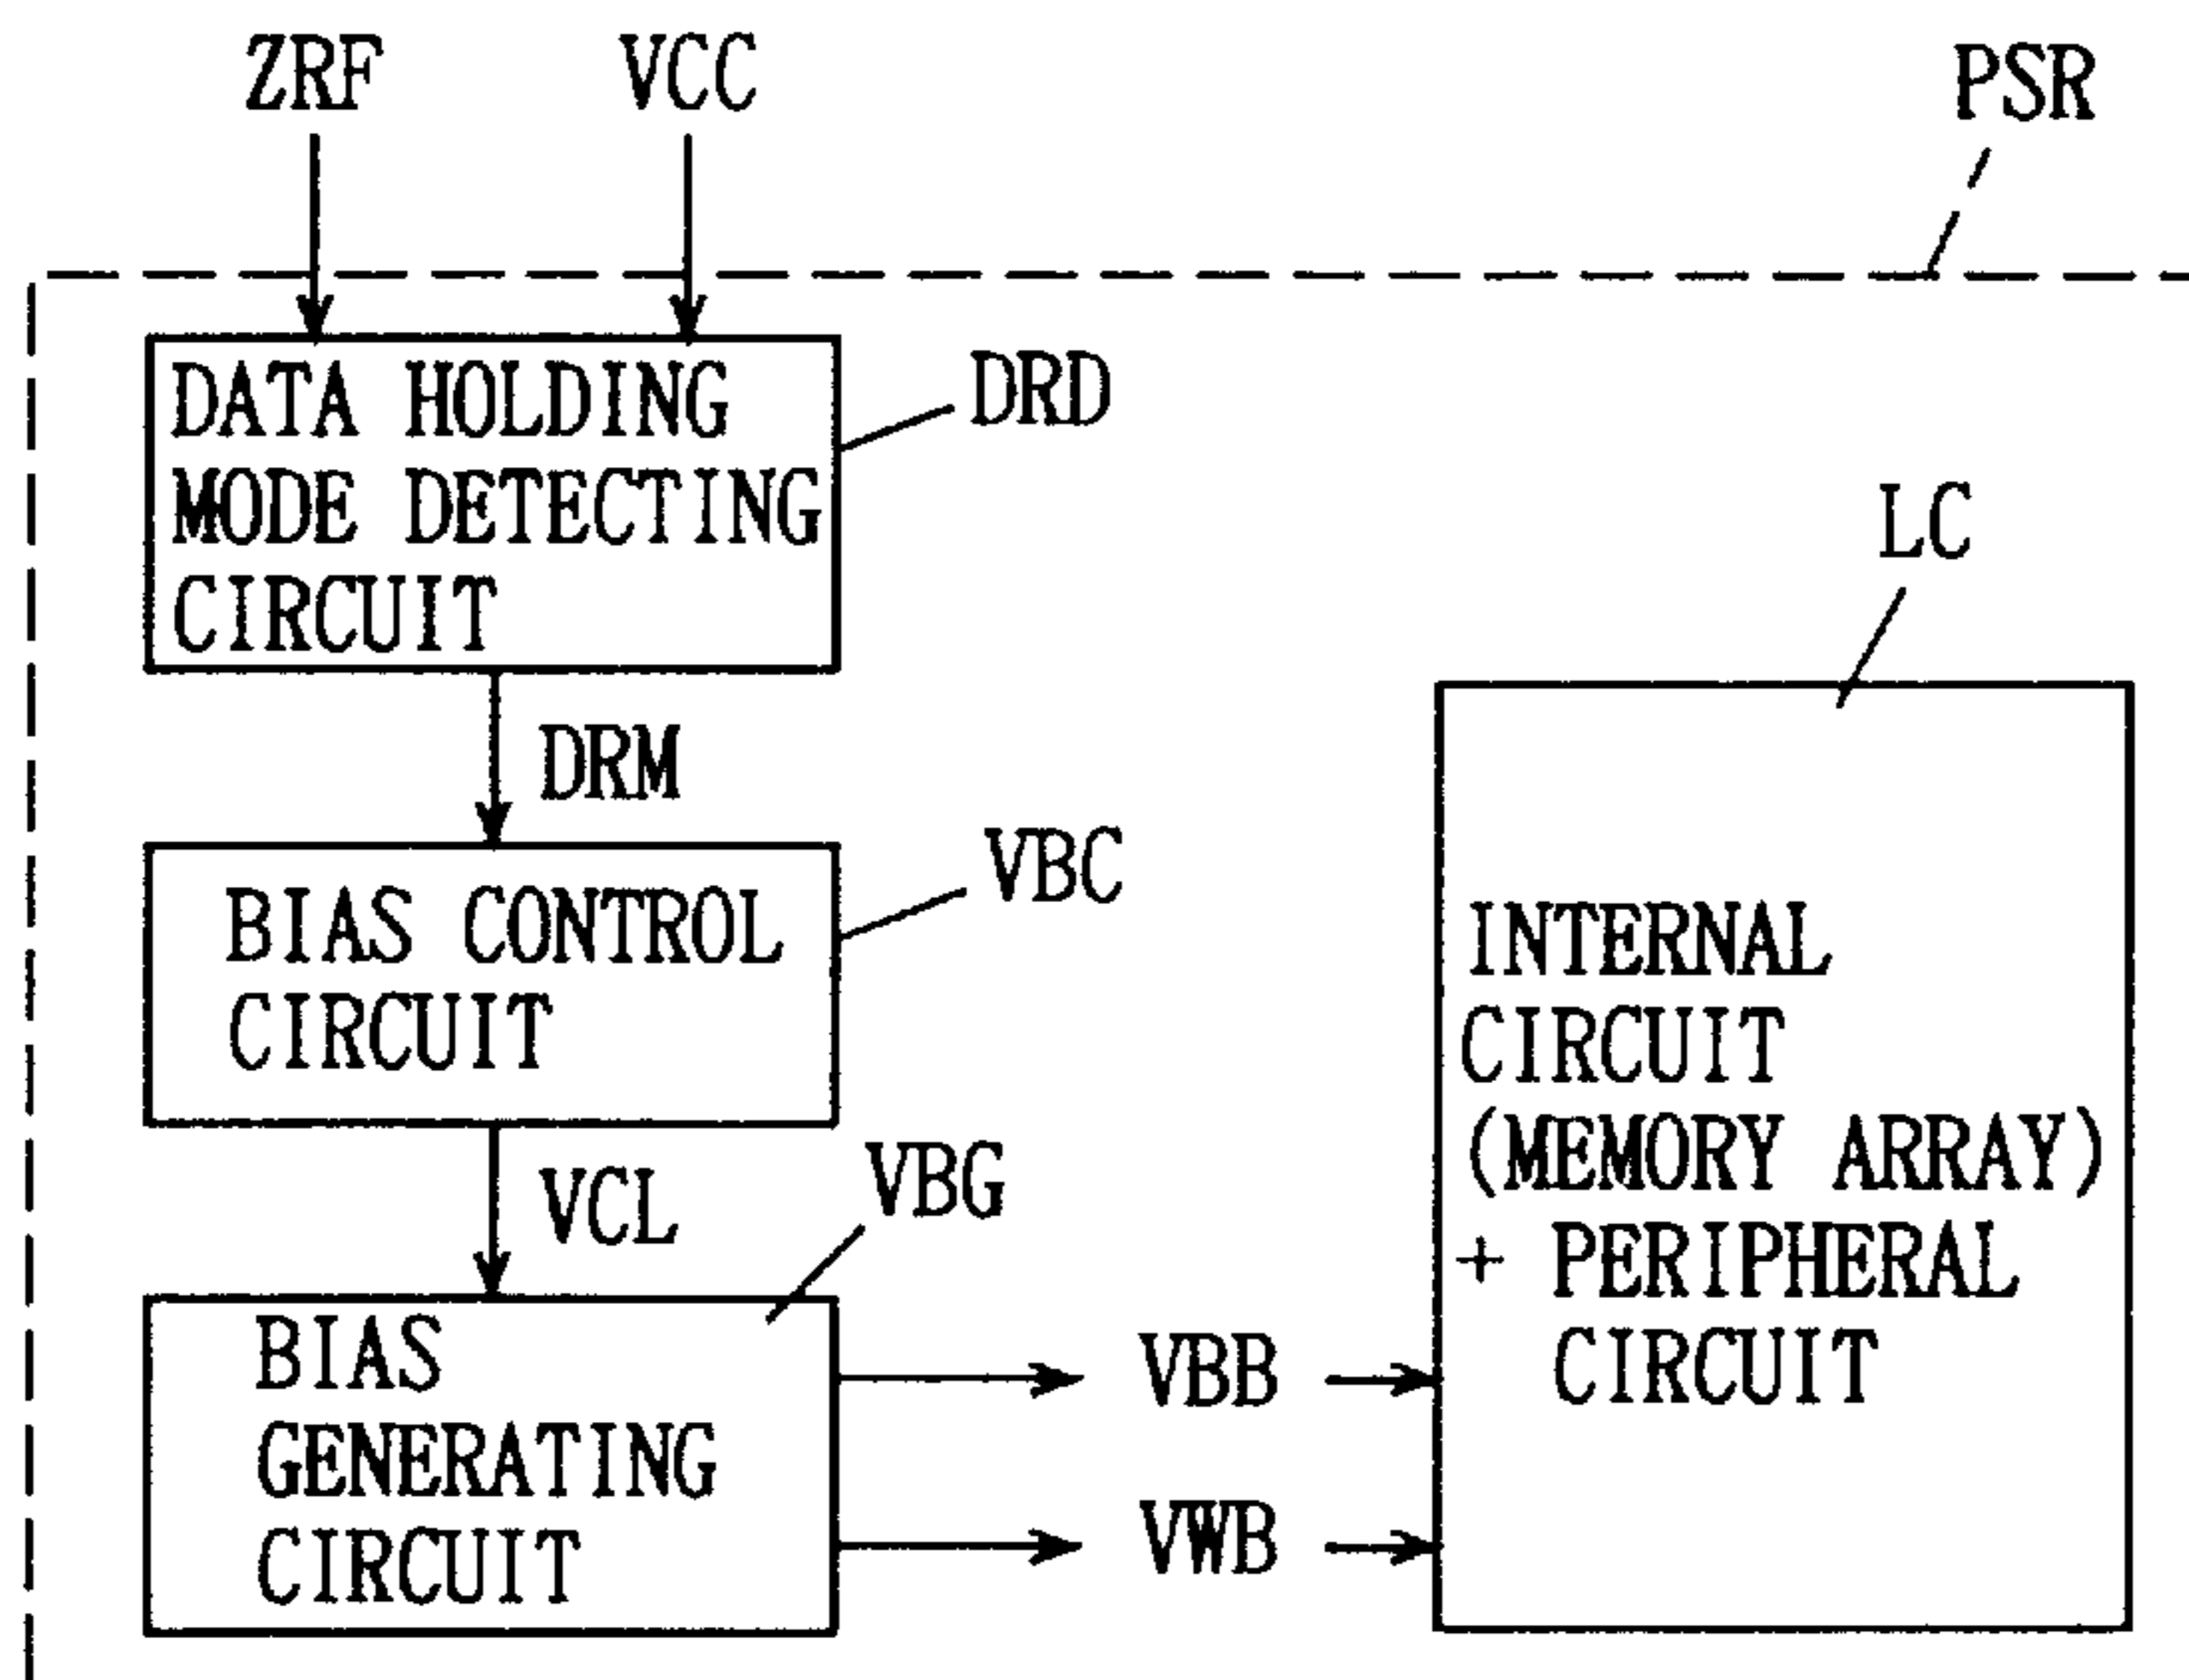 ZRF
VCC
PSR
DATA HOLDING
MODE DETECTING
CIRCUIT
DRD
LC
DRM
BIAS CONTROL
CIRCUIT
VBC
INTERNAL
CIRCUIT
(MEMORY ARRAY)
+ PERIPHERAL
CIRCUIT
VCL
VBG
BIAS
GENERATING
CIRCUIT
VBB
VWB